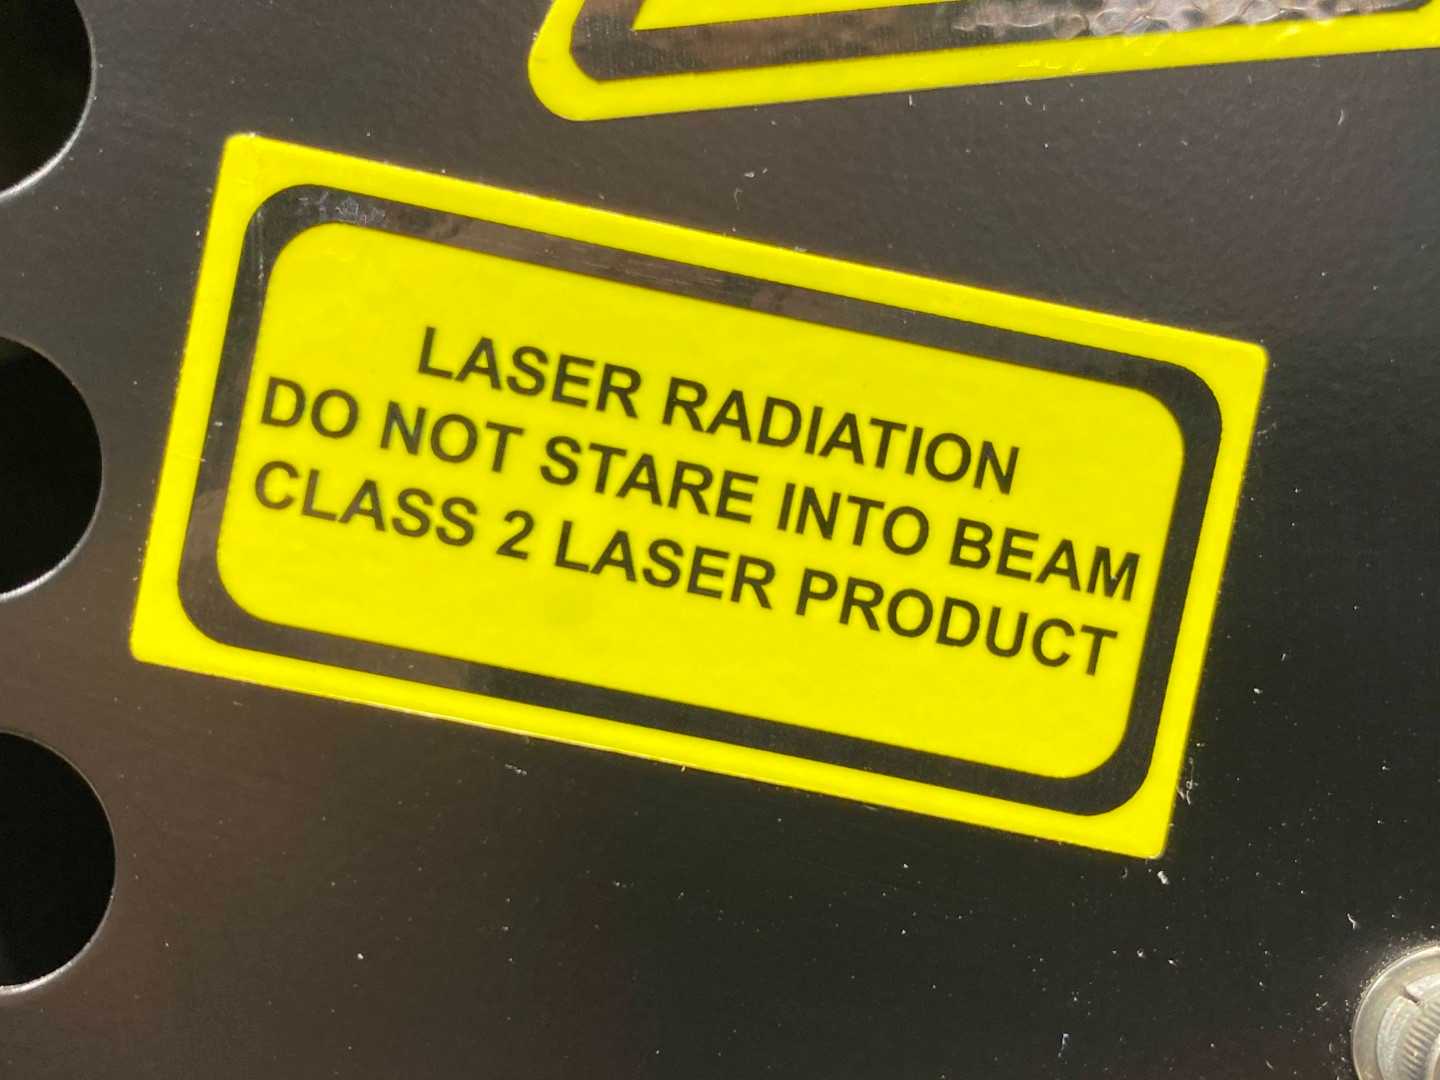 LASER RADIATION
DO NOT STARE INTO BEAM
CLASS 2 LASER PRODUCT